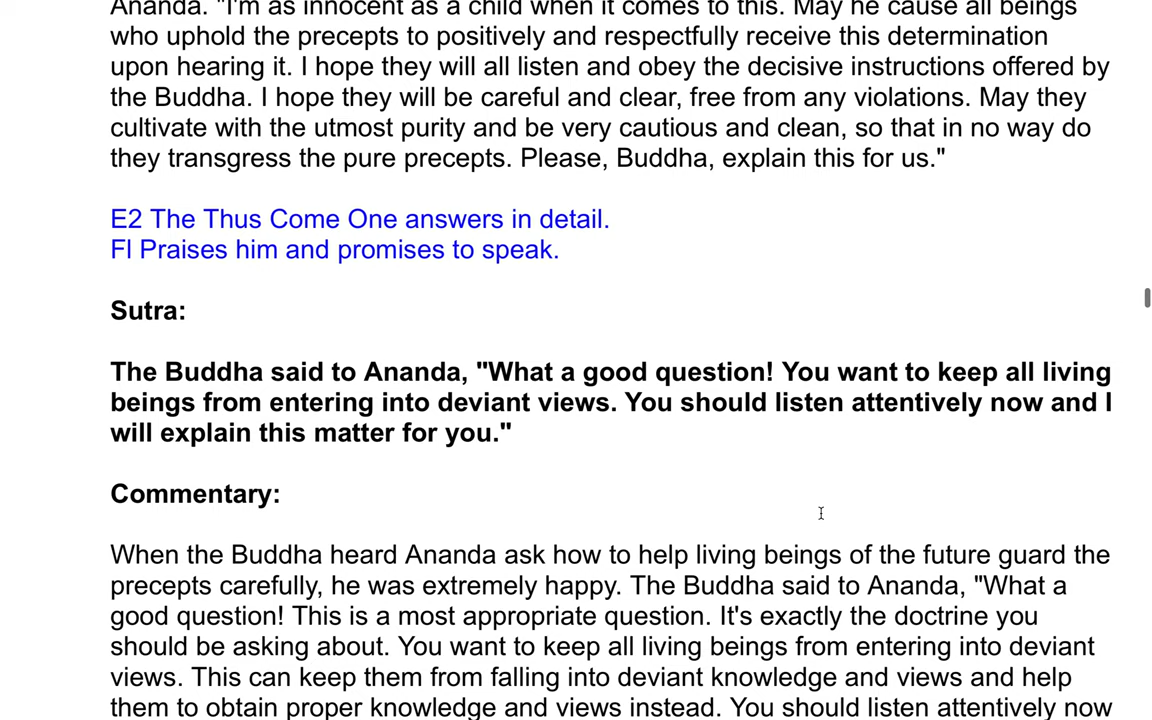 Ananda. "I'm as innocent as a child when it comes to this. May he cause all beings
who uphold the precepts to positively and respectfully receive this determination
upon hearing it. I hope they will all listen and obey the decisive instructions offered by
the Buddha. I hope they will be careful and clear, free from any violations. May they
cultivate with the utmost purity and be very cautious and clean, so that in no way do
they transgress the pure precepts. Please, Buddha, explain this for us."
E2 The Thus Come One answers in detail.
Fl Praises him and promises to speak.
Sutra:
The Buddha said to Ananda, "What a good question! You want to keep all living
beings from entering into deviant views. You should listen attentively now and I
will explain this matter for you."
Commentary:
When the Buddha heard Ananda ask how to help living beings of the future guard the
precepts carefully, he was extremely happy. The Buddha said to Ananda, "What a
good question! This is a most appropriate question. It's exactly the doctrine you
should be asking about. You want to keep all living beings from entering into deviant
views. This can keep them from falling into deviant knowledge and views and help
them to obtain proper knowledge and views instead. You should listen attentively now